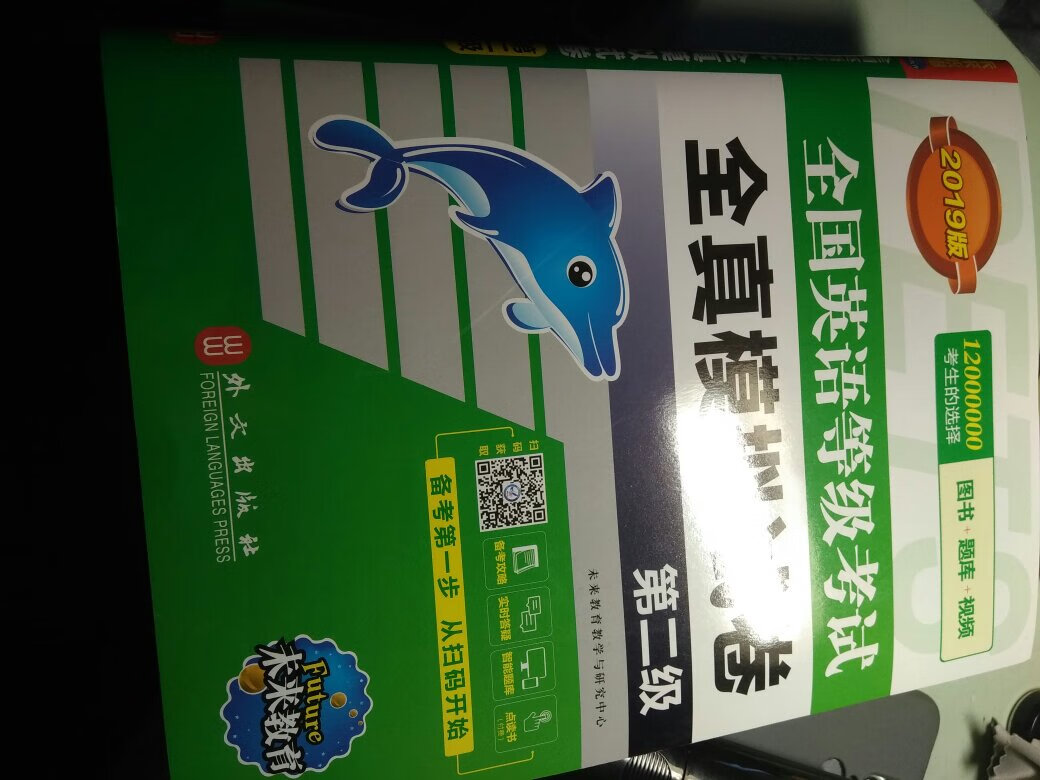 2019版
12000000
考生的选择
图书+题库+视频
PETS
全国英语等级考试
全真模拟试卷
第二级
未来教育教学与研究中心
扫码获取
备考攻略
实时答疑
智能题库
点读书
(付费)
备考第一步 从扫码开始
外文出版社
FOREIGN LANGUAGES PRESS
Future
未来教育